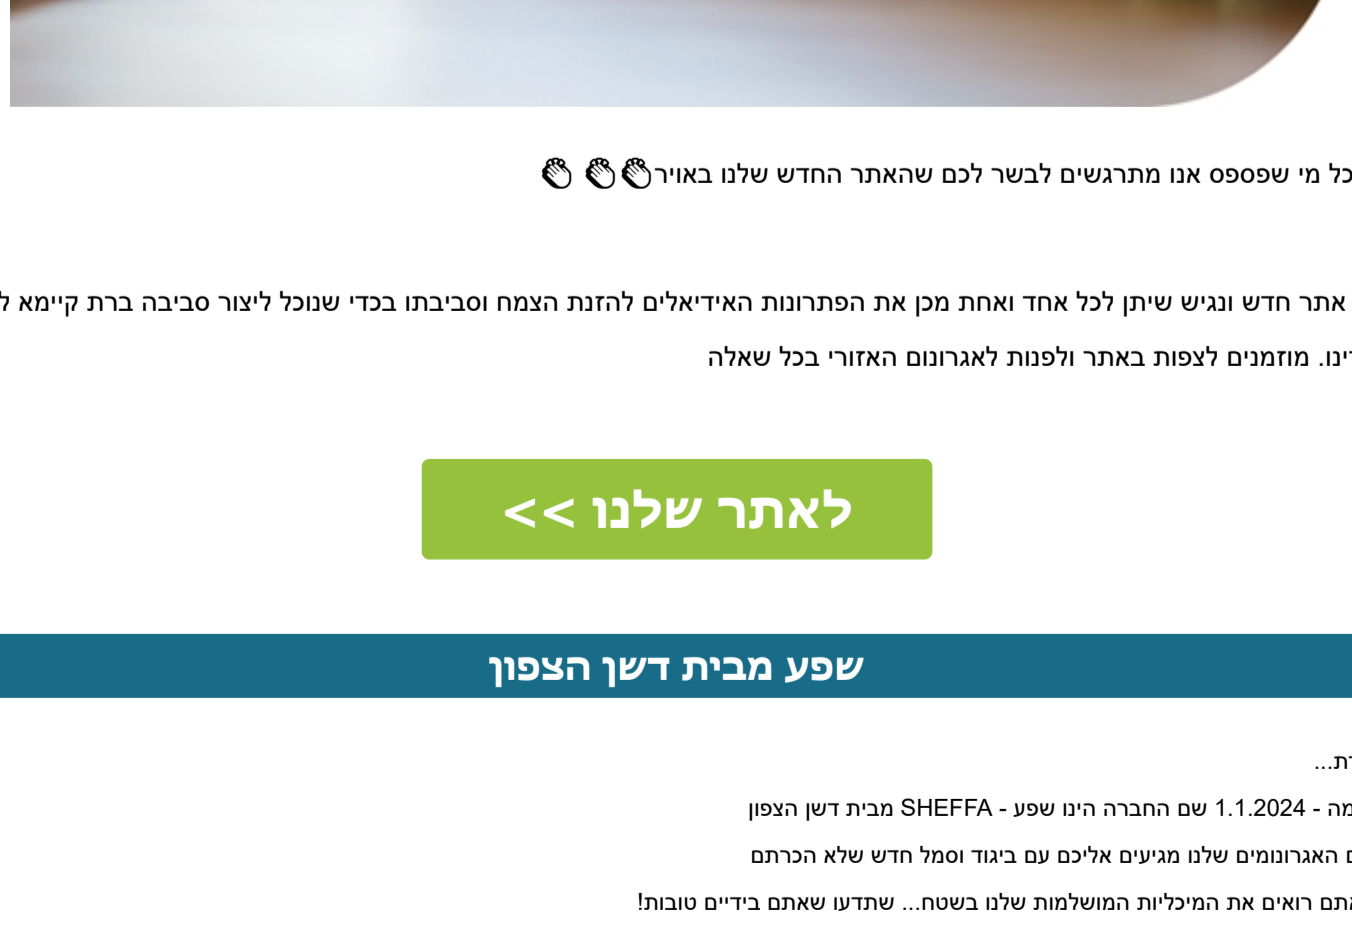 כל מי שפספס אנו מתרגשים לבשר לכם שהאתר החדש שלנו באויר👏👏 👏
אתר חדש ונגיש שיתן לכל אחד ואחת מכן את הפתרונות האידיאלים להזנת הצמח וסביבתו בכדי שנוכל ליצור סביבה ברת קיימא
מוזמנים לצפות באתר ולפנות לאגרונום האזורי בכל שאלה
לאתר שלנו >>
שפע מבית דשן הצפון
1.1.2024 שם החברה הינו שפע - SHEFFA מבית דשן הצפון
האגרונומים שלנו מגיעים אליכם עם ביגוד וסמל חדש שלא הכרתם
רואים את המיכליות המושלמות שלנו בשטח... שתדעו שאתם בידיים טובות!